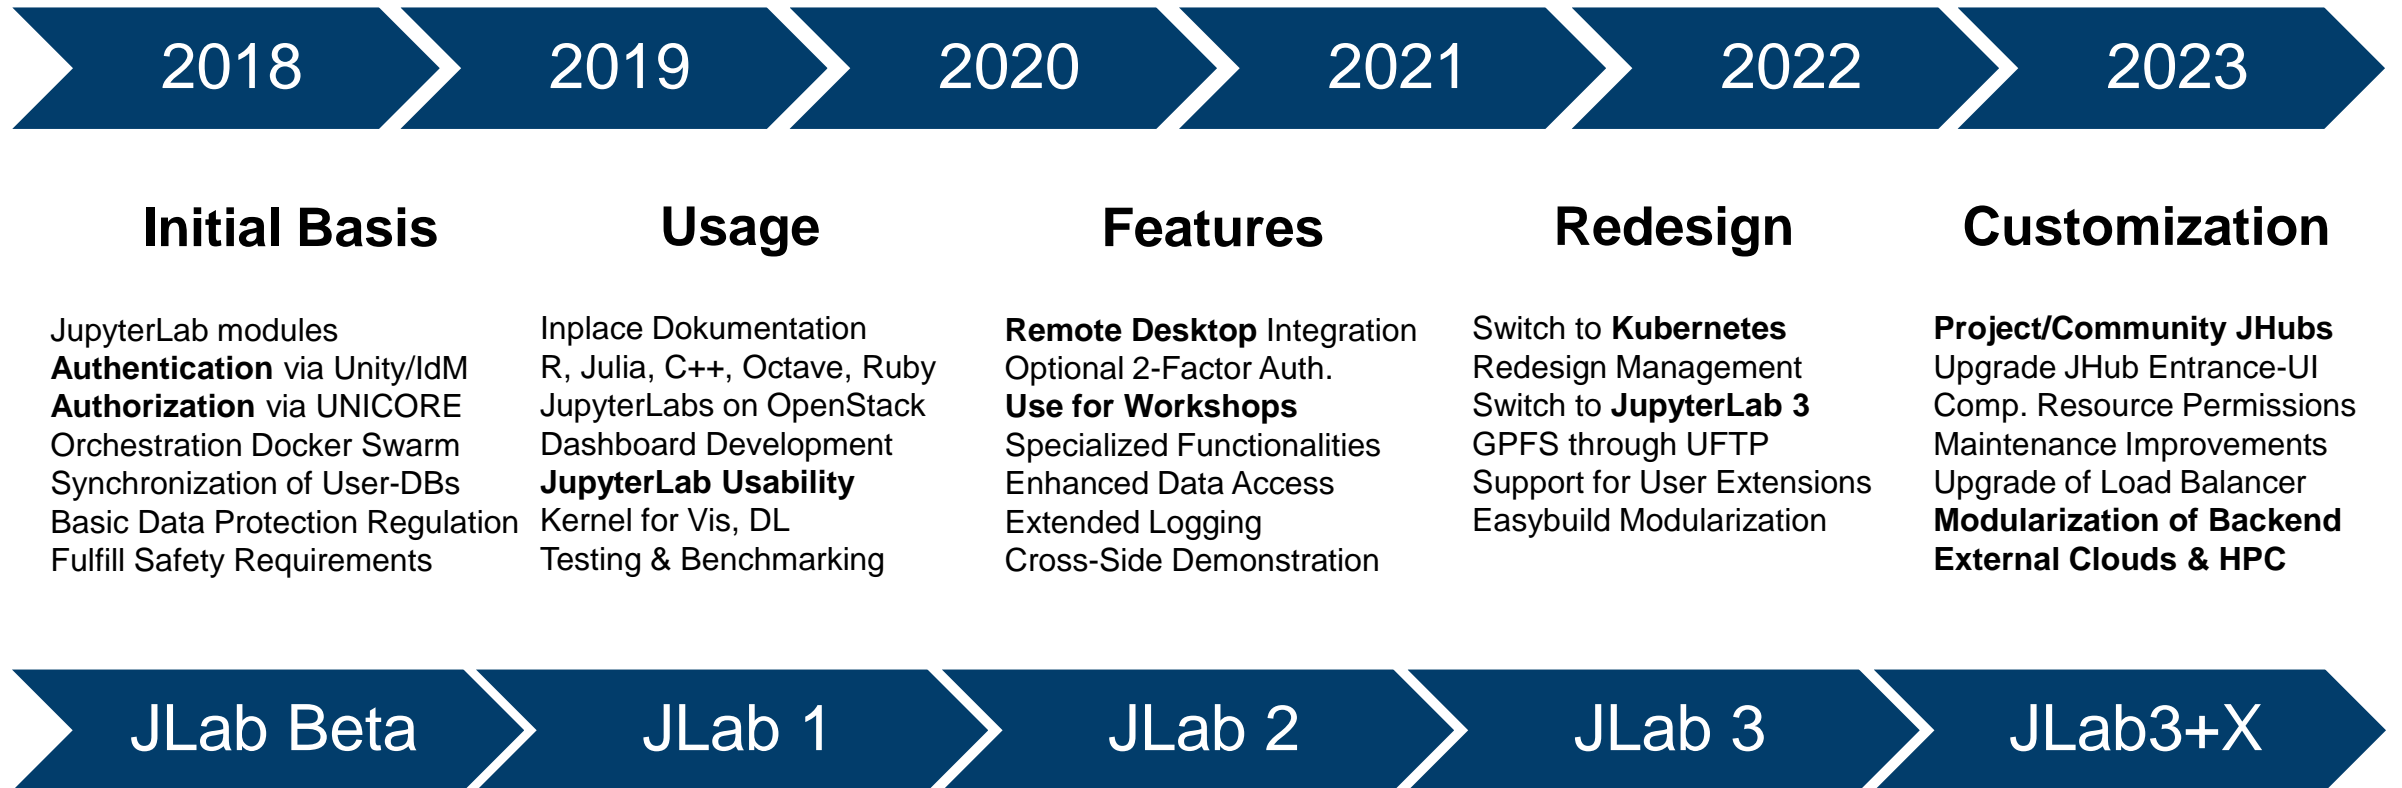 2018
2019
2020
2021
2022
2023
Initial Basis
JupyterLab modules
Authentication via Unity/IdM
Authorization via UNICORE
Orchestration Docker Swarm
Synchronization of User-DBs
Basic Data Protection Regulation
Fulfill Safety Requirements
Usage
Inplace Dokumentation
R, Julia, C++, Octave, Ruby
JupyterLabs on OpenStack
Dashboard Development
JupyterLab Usability
Kernel for Vis, DL
Testing & Benchmarking
Features
Remote Desktop Integration
Optional 2-Factor Auth.
Use for Workshops
Specialized Functionalities
Enhanced Data Access
Extended Logging
Cross-Side Demonstration
Redesign
Switch to Kubernetes
Redesign Management
Switch to JupyterLab 3
GPFS through UFTP
Support for User Extensions
Easybuild Modularization
Customization
Project/Community JHubs
Upgrade JHub Entrance-UI
Comp. Resource Permissions
Maintenance Improvements
Upgrade of Load Balancer
Modularization of Backend
External Clouds & HPC
JLab Beta
JLab 1
JLab 2
JLab 3
JLab3+X